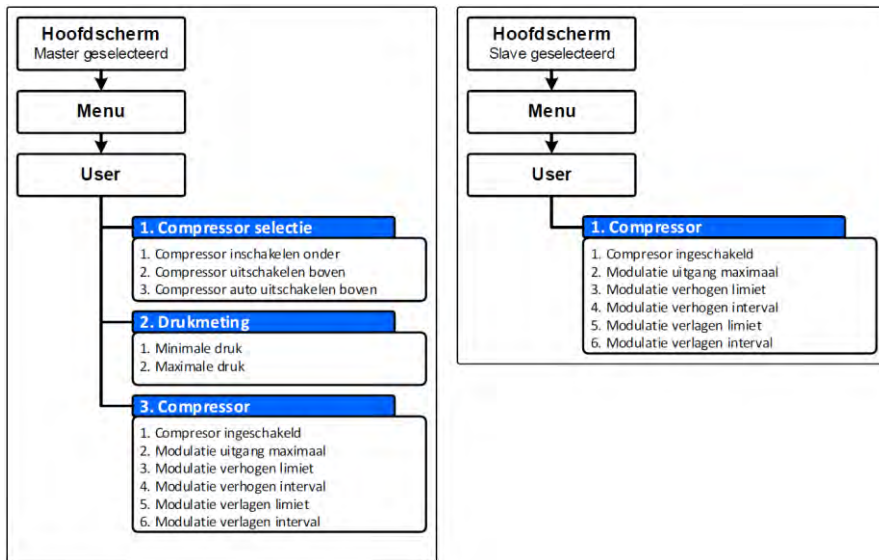 Hoofdscherm
Master geselecteerd
Menu
User
1. Compressor selectie
1. Compressor inschakelen onder
2. Compressor uitschakelen boven
3. Compressor auto uitschakelen boven
2. Drukmeting
1. Minimale druk
2. Maximale druk
3. Compressor
1. Compresor ingeschakeld
2. Modulatie uitgang maximaal
3. Modulatie verhogen limiet
4. Modulatie verhogen interval
5. Modulatie verlagen limiet
6. Modulatie verlagen interval
Hoofdscherm
Slave geselecteerd
Menu
User
1. Compressor
1. Compresor ingeschakeld
2. Modulatie uitgang maximaal
3. Modulatie verhogen limiet
4. Modulatie verhogen interval
5. Modulatie verlagen limiet
6. Modulatie verlagen interval